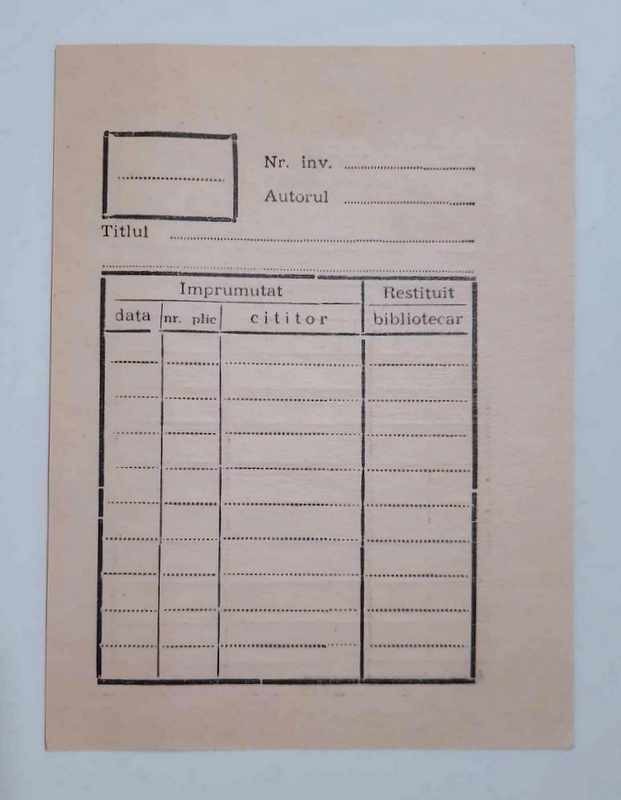 Nr. inv.
Autorul
Titlul
Imprumutat Restituit
data nr. plic cititor bibliotecar